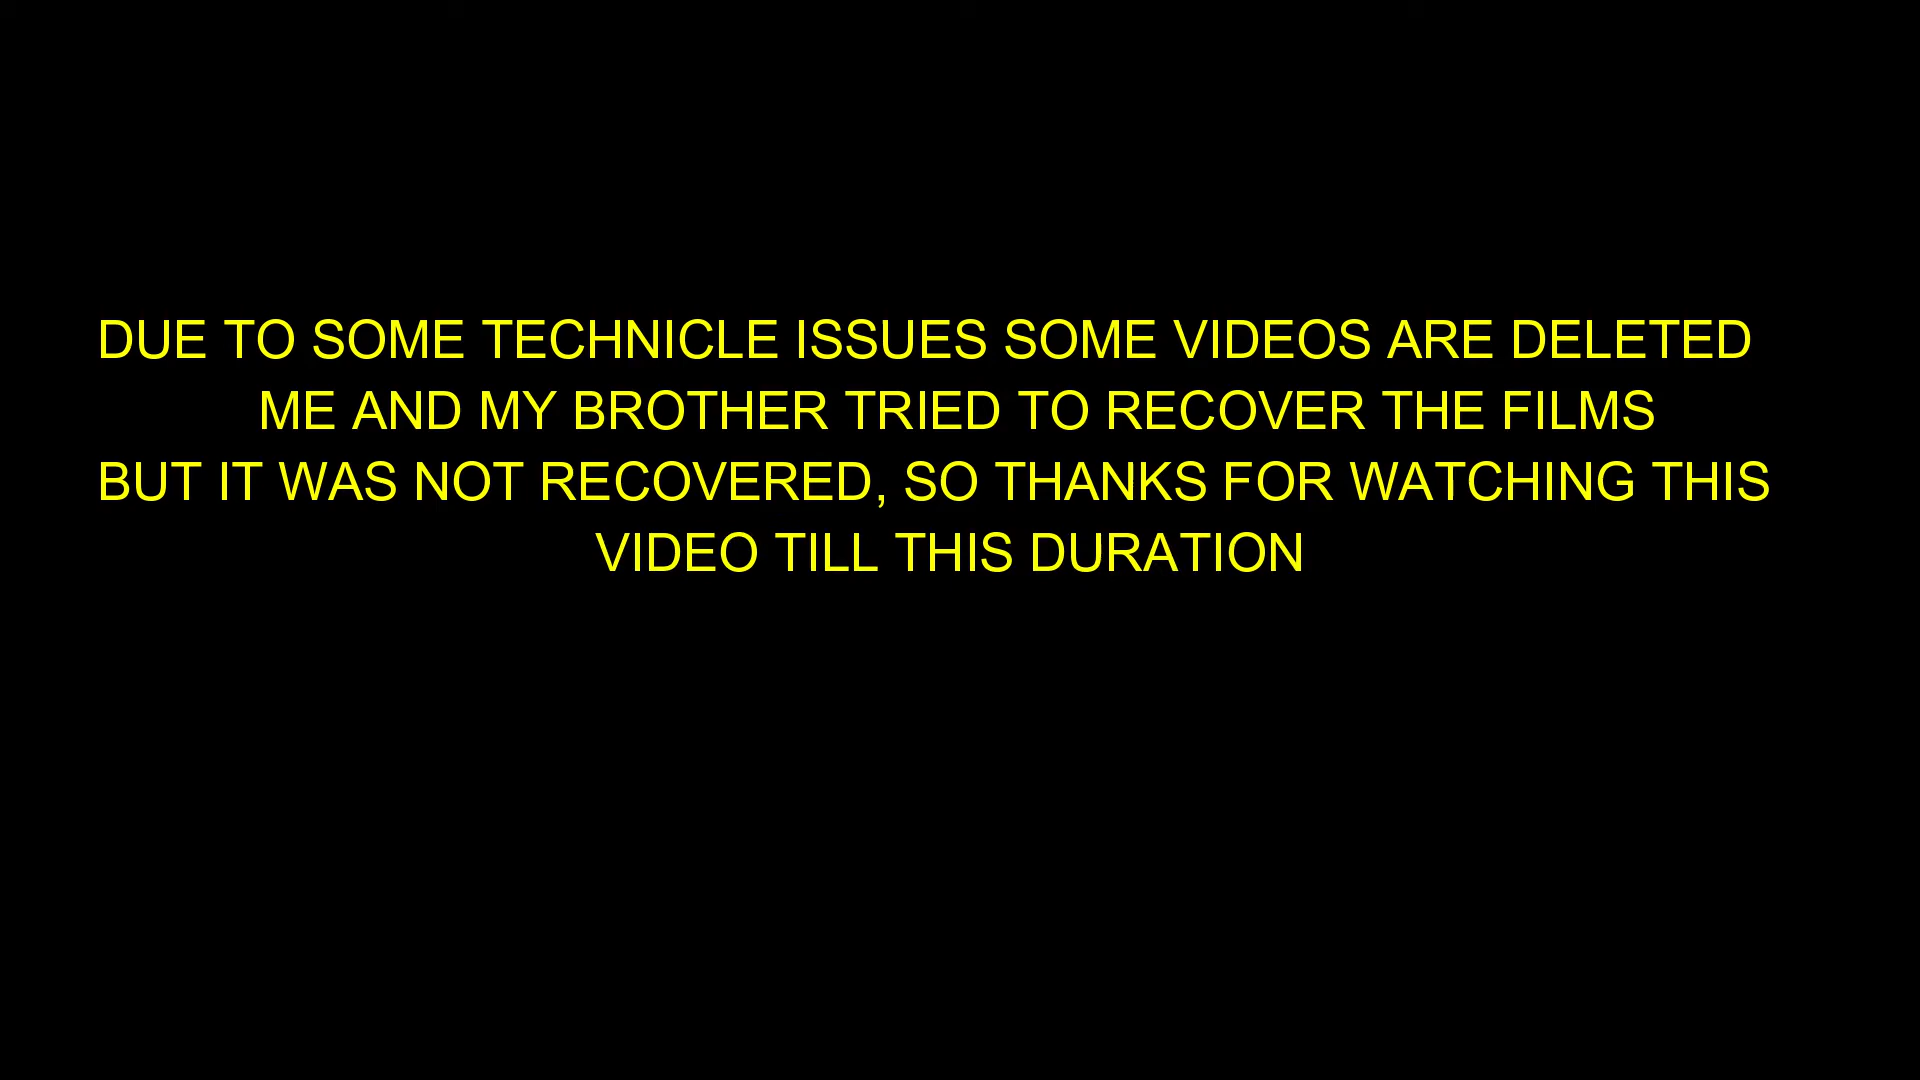 DUE TO SOME TECHNICLE ISSUES SOME VIDEOS ARE DELETED
ME AND MY BROTHER TRIED TO RECOVER THE FILMS
BUT IT WAS NOT RECOVERED, SO THANKS FOR WATCHING THIS
VIDEO TILL THIS DURATION